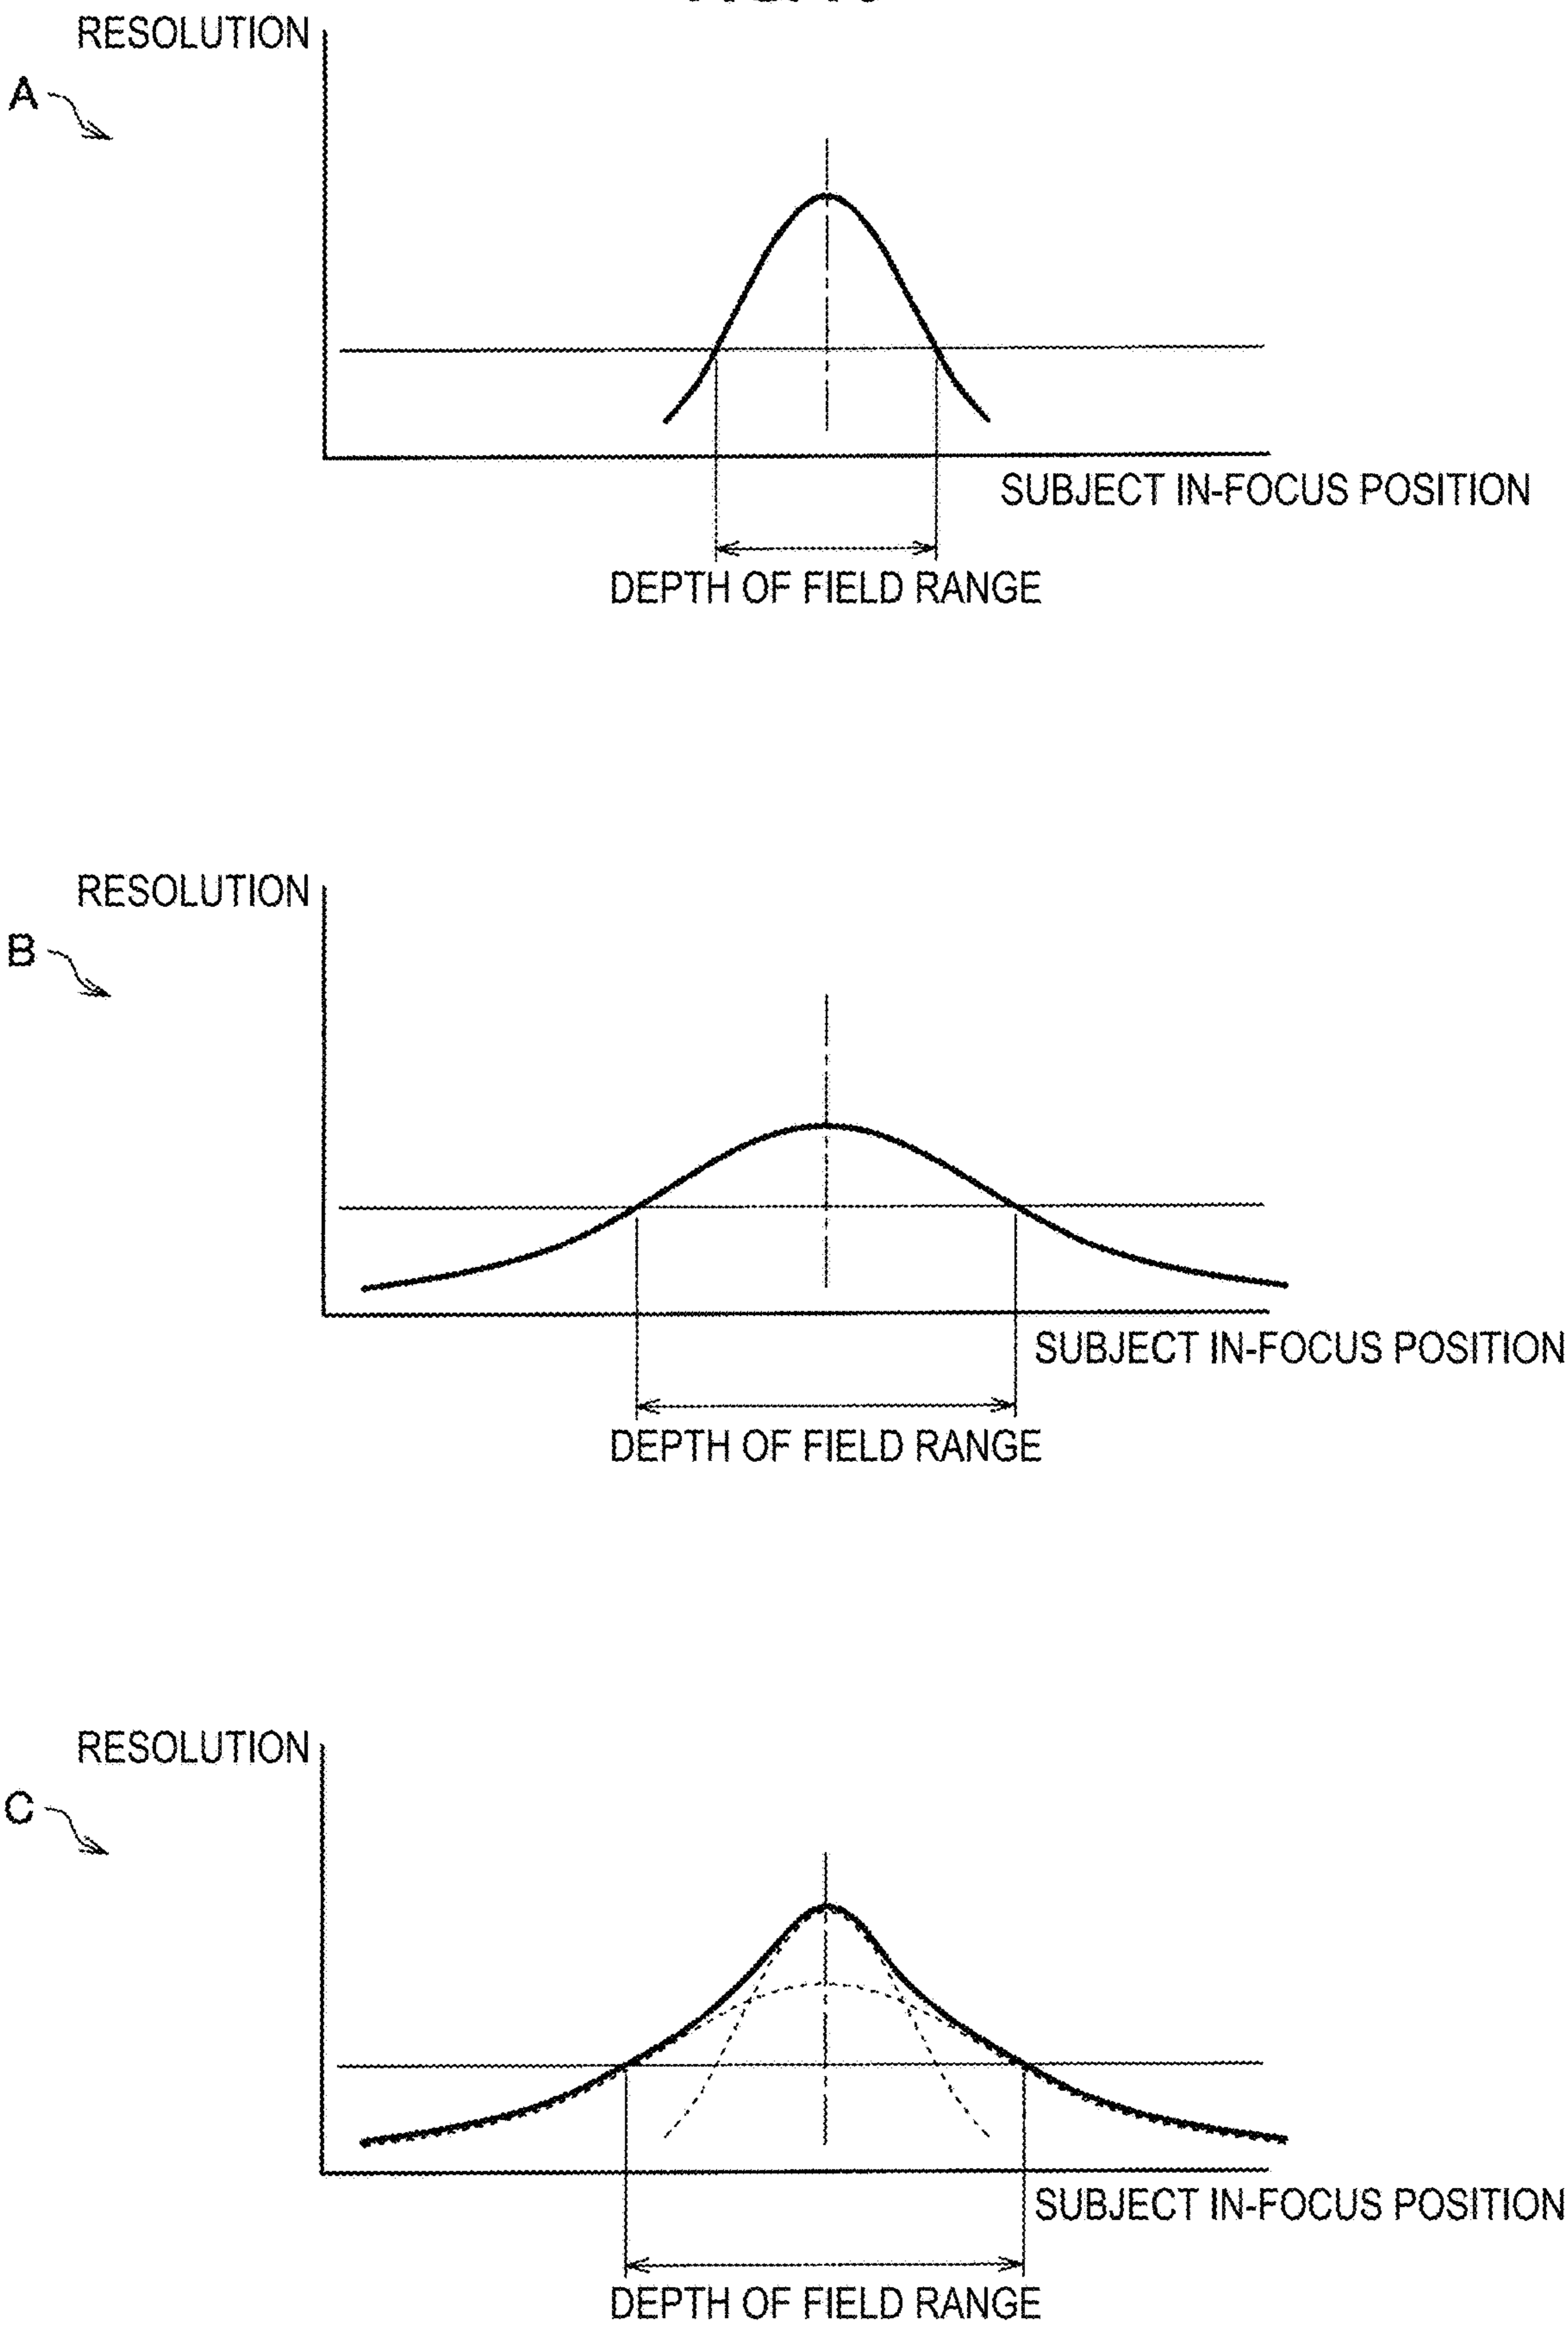 RESOLUTION
A
SUBJECT IN-FOCUS POSITION
DEPTH OF FIELD RANGE
RESOLUTION
B
SUBJECT IN-FOCUS POSITION
DEPTH OF FIELD RANGE
RESOLUTION
C
SUBJECT IN-FOCUS POSITION
DEPTH OF FIELD RANGE